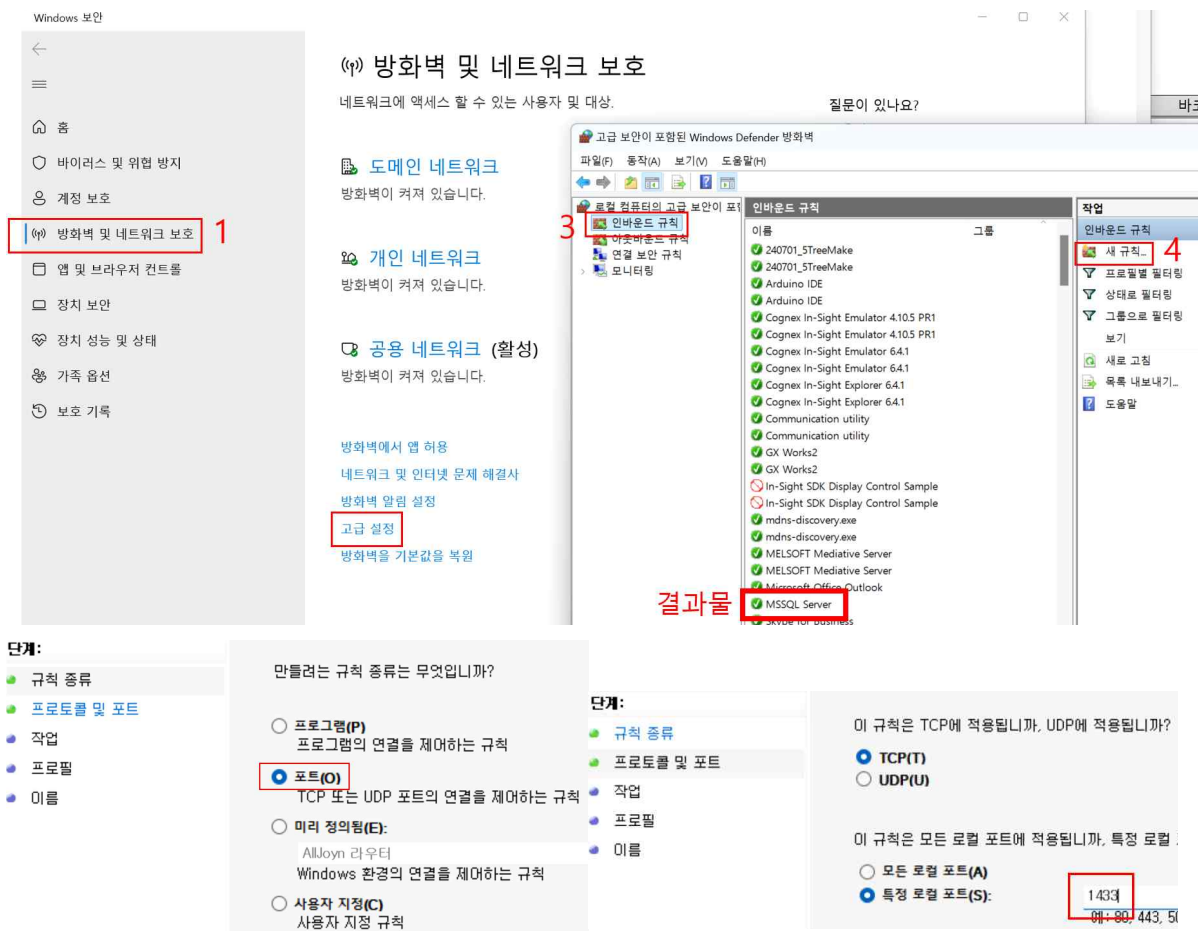 Windows 보안
홈
바이러스 및 위협 방지
계정 보호
방화벽 및 네트워크 보호
1
앱 및 브라우저 컨트롤
장치 보안
장치 성능 및 상태
가족 옵션
보호 기록
방화벽 및 네트워크 보호
네트워크에 액세스 할 수 있는 사용자 및 대상.
질문이 있나요?
도메인 네트워크
방화벽이 켜져 있습니다.
개인 네트워크
방화벽이 켜져 있습니다.
공용 네트워크 (활성)
방화벽이 켜져 있습니다.
방화벽에서 앱 허용
네트워크 및 인터넷 문제 해결사
방화벽 알림 설정
고급 설정
방화벽을 기본값을 복원
고급 보안이 포함된 Windows Defender 방화벽
파일(F) 동작(A) 보기(V) 도움말(H)
로컬 컴퓨터의 고급 보안이 포
3
인바운드 규칙
아웃바운드 규칙
연결 보안 규칙
모니터링
인바운드 규칙
이름 그룹
240701_5TreeMake
240701_5TreeMake
Arduino IDE
Arduino IDE
Cognex In-Sight Emulator 4.10.5 PR1
Cognex In-Sight Emulator 4.10.5 PR1
Cognex In-Sight Emulator 6.4.1
Cognex In-Sight Emulator 6.4.1
Cognex In-Sight Explorer 6.4.1
Cognex In-Sight Explorer 6.4.1
Communication utility
Communication utility
GX Works2
GX Works2
In-Sight SDK Display Control Sample
In-Sight SDK Display Control Sample
mdns-discovery.exe
mdns-discovery.exe
MELSOFT Mediative Server
MELSOFT Mediative Server
Microsoft Office Outlook
결과물
MSSQL Server
Skype for Business
작업
인바운드 규칙
새 규칙...
4
프로필별 필터링
상태로 필터링
그룹으로 필터링
보기
새로 고침
목록 내보내기...
도움말
단계:
규칙 종류
프로토콜 및 포트
작업
프로필
이름
만들려는 규칙 종류는 무엇입니까?
프로그램(P)
프로그램의 연결을 제어하는 규칙
포트(O)
TCP 또는 UDP 포트의 연결을 제어하는 규칙
미리 정의됨(E):
AllJoyn 라우터
Windows 환경의 연결을 제어하는 규칙
사용자 지정(C)
사용자 지정 규칙
단계:
규칙 종류
프로토콜 및 포트
작업
프로필
이름
이 규칙은 TCP에 적용됩니까, UDP에 적용됩니까?
TCP(T)
UDP(U)
이 규칙은 모든 로컬 포트에 적용됩니까, 특정 로컬
모든 로컬 포트(A)
특정 로컬 포트(S):
1433
예: 80, 443, 50